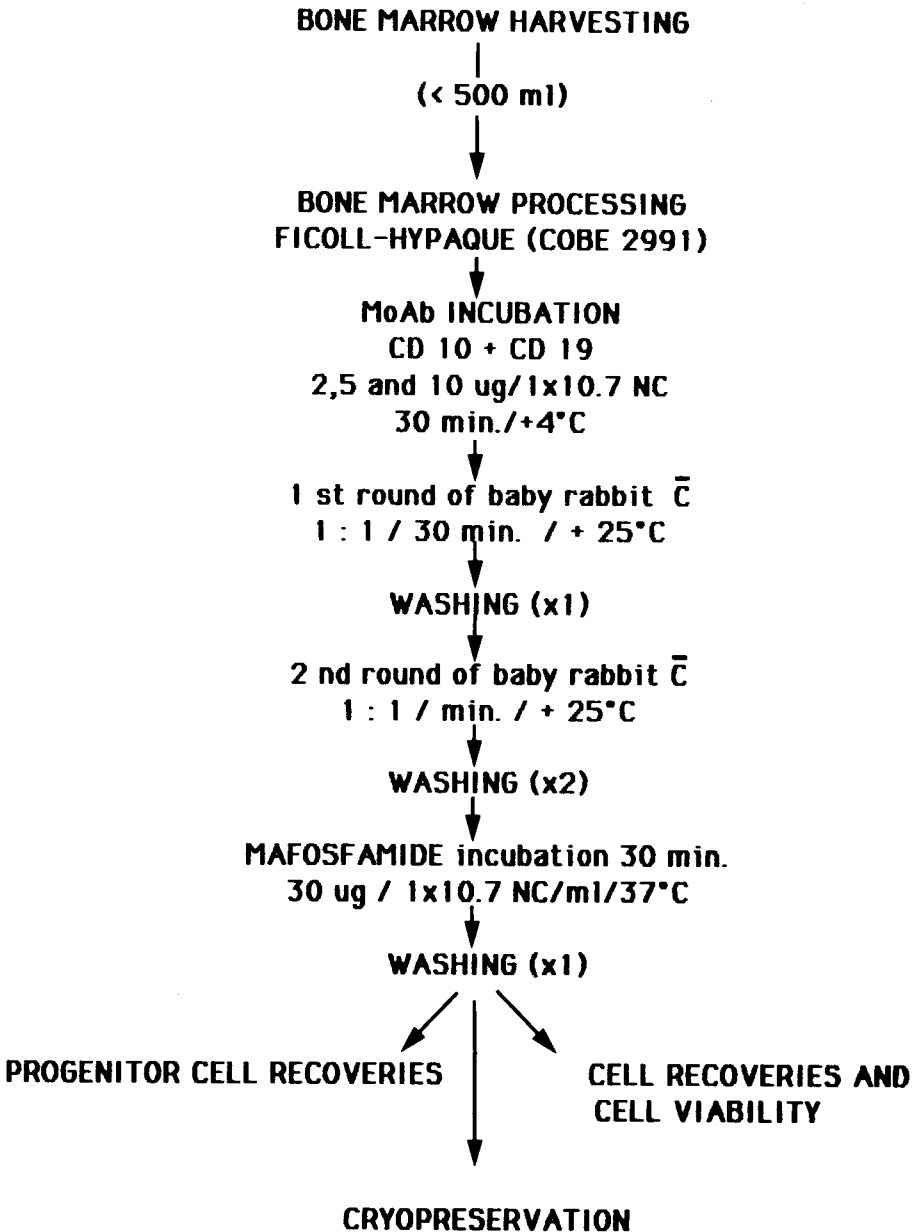 BONE MARROW HARVESTING
(< 500 ml)
BONE MARROW PROCESSING
FICOLL-HYPAQUE (COBE 2991)
MoAb INCUBATION
CD 10 + CD 19
2,5 and 10 ug/1x10.7 NC
30 min./+4°C
1 st round of baby rabbit C̄
1 : 1 / 30 min. / + 25°C
WASHING (x1)
2 nd round of baby rabbit C̄
1 : 1 / min. / + 25°C
WASHING (x2)
MAFOSFAMIDE incubation 30 min.
30 ug / 1x10.7 NC/ml/37°C
WASHING (x1)
PROGENITOR CELL RECOVERIES
CELL RECOVERIES AND
CELL VIABILITY
CRYOPRESERVATION